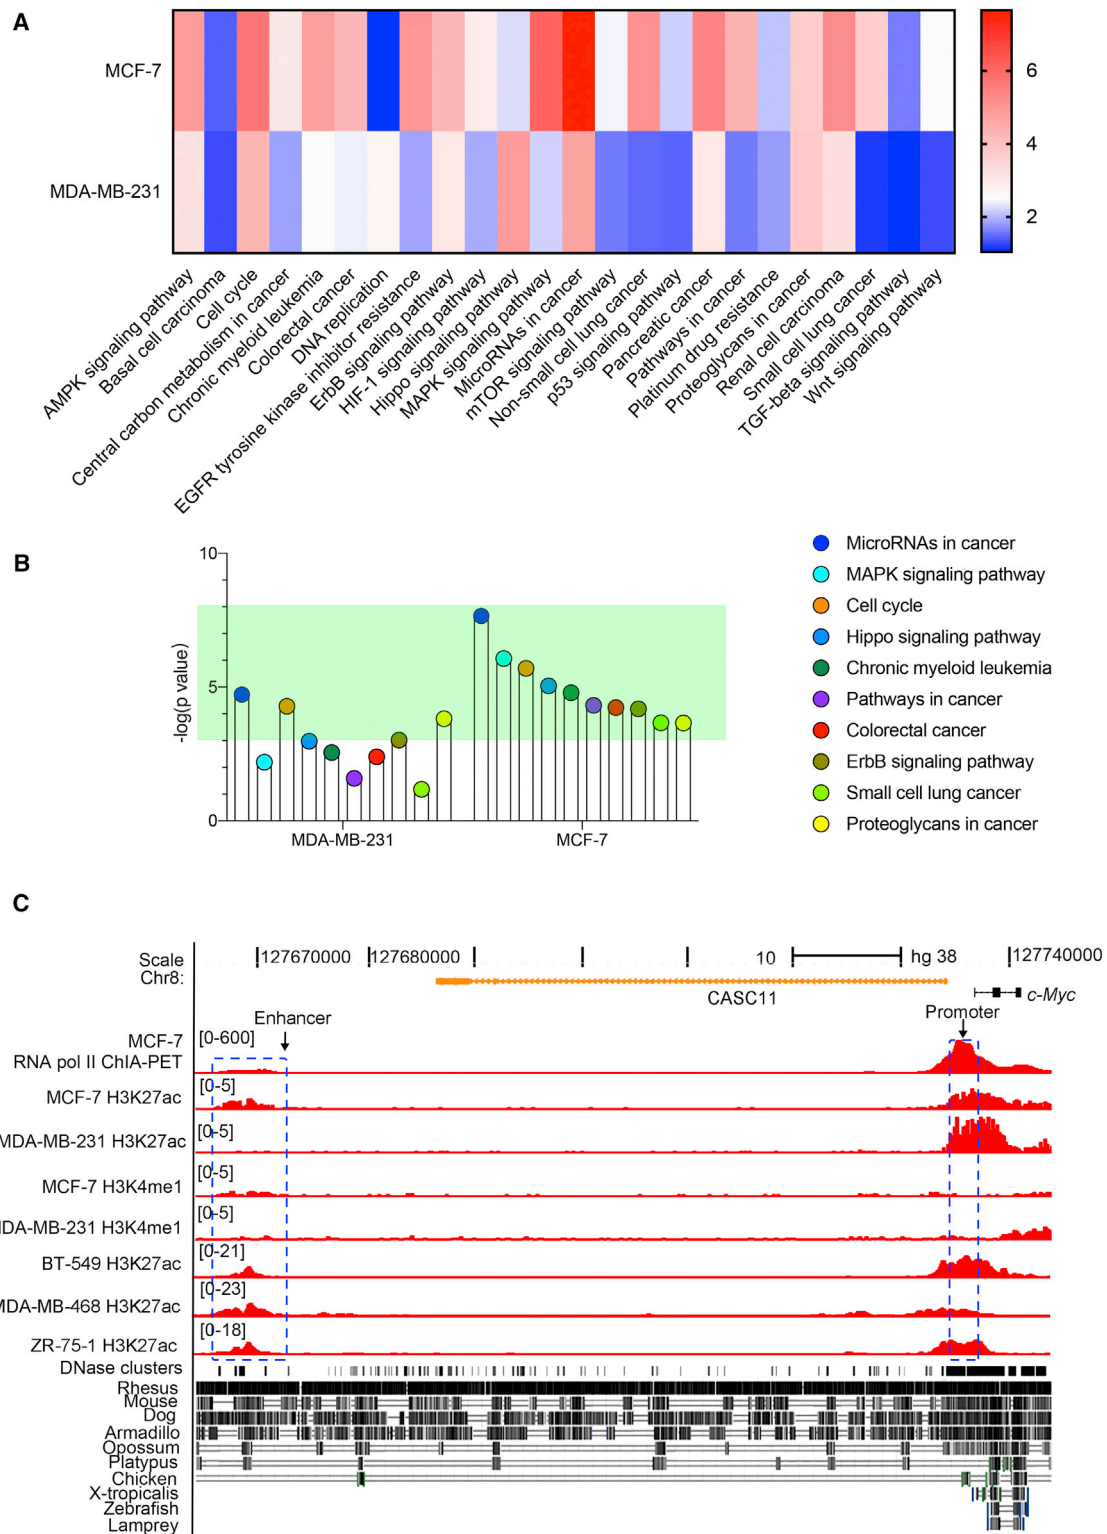 A
MCF-7
MDA-MB-231
6
4
2
AMPK signaling pathway
Basal cell carcinoma
Cell cycle
Central carbon metabolism in cancer
Chronic myeloid leukemia
Colorectal cancer
DNA replication
EGFR tyrosine kinase inhibitor resistance
ErbB signaling pathway
HIF-1 signaling pathway
Hippo signaling pathway
MAPK signaling pathway
MicroRNAs in cancer
mTOR signaling pathway
Non-small cell lung cancer
p53 signaling pathway
Pancreatic cancer
Pathways in cancer
Platinum drug resistance
Proteoglycans in cancer
Renal cell carcinoma
Small cell lung cancer
TGF-beta signaling pathway
Wnt signaling pathway
B
10
5
0
-log(p value)
MDA-MB-231
MCF-7
MicroRNAs in cancer
MAPK signaling pathway
Cell cycle
Hippo signaling pathway
Chronic myeloid leukemia
Pathways in cancer
Colorectal cancer
ErbB signaling pathway
Small cell lung cancer
Proteoglycans in cancer
C
Scale
Chr8:
127670000
127680000
10
hg 38
127740000
CASC11
c-Myc
Enhancer
Promoter
MCF-7
RNA pol II ChIA-PET
[0-600]
MCF-7 H3K27ac
[0-5]
MDA-MB-231 H3K27ac
[0-5]
MCF-7 H3K4me1
[0-5]
MDA-MB-231 H3K4me1
[0-5]
BT-549 H3K27ac
[0-21]
MDA-MB-468 H3K27ac
[0-23]
ZR-75-1 H3K27ac
[0-18]
DNase clusters
Rhesus
Mouse
Dog
Armadillo
Opossum
Platypus
Chicken
X-tropicalis
Zebrafish
Lamprey